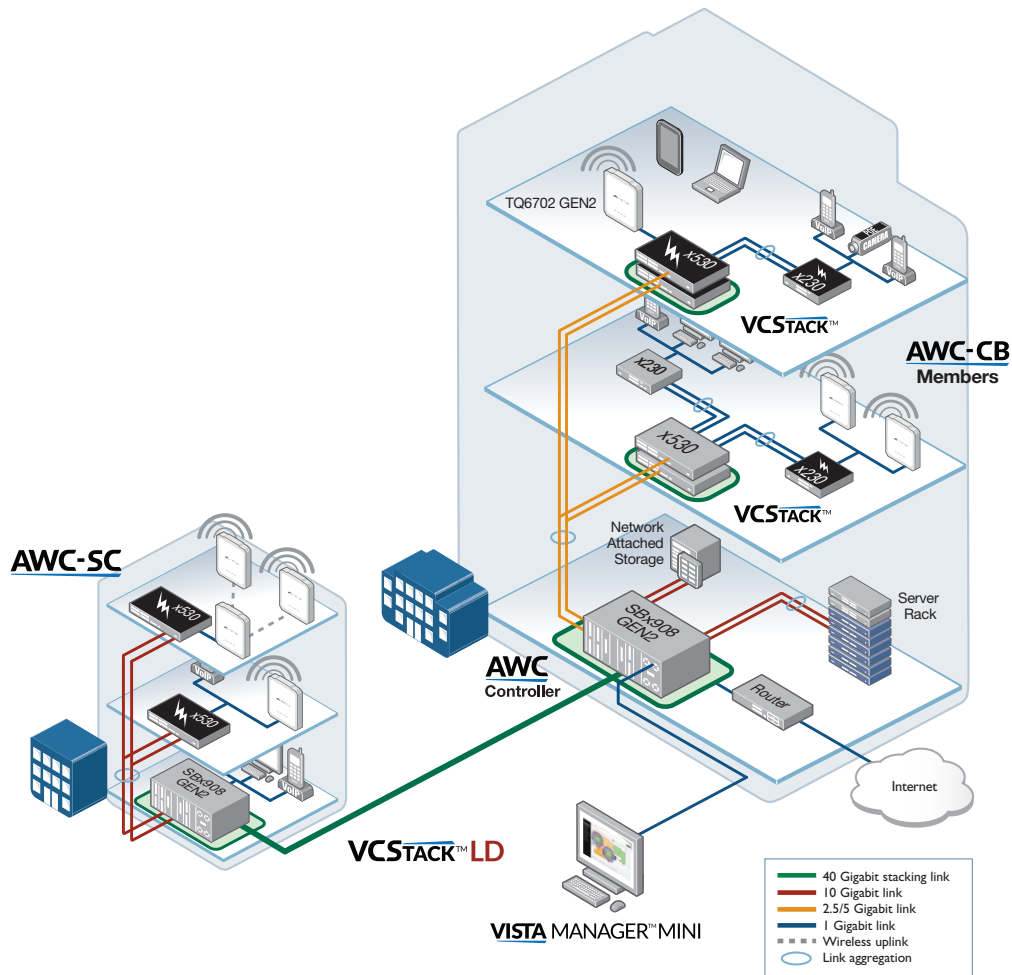 TQ6702 GEN2
VoIP
PoE
CAMERA
VoIP
x530
x230
VCSTACK™
VoIP
AWC-CB
Members
x230
x530
x230
VCSTACK™
Network
Attached
Storage
Server
Rack
SBx908
GEN2
AWC
Controller
Router
Internet
AWC-SC
x530
VoIP
x530
SBx908
GEN2
VoIP
VCSTACK™ LD
VISTA MANAGER™ MINI
40 Gigabit stacking link
10 Gigabit link
2.5/5 Gigabit link
1 Gigabit link
Wireless uplink
Link aggregation